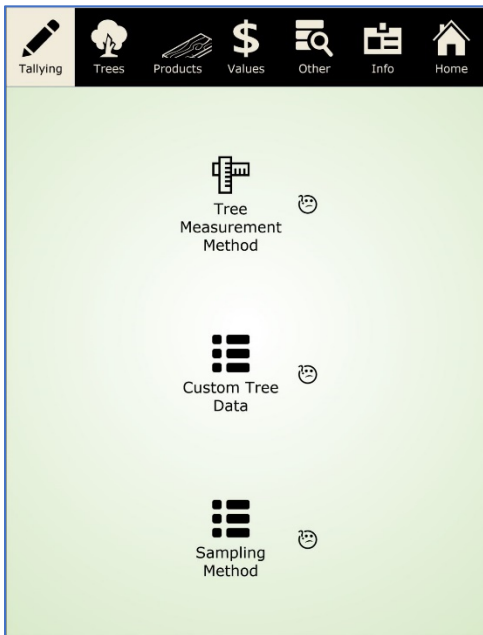 Tallying Trees Products Values Other Info Home
Tree
Measurement
Method
Custom Tree
Data
Sampling
Method